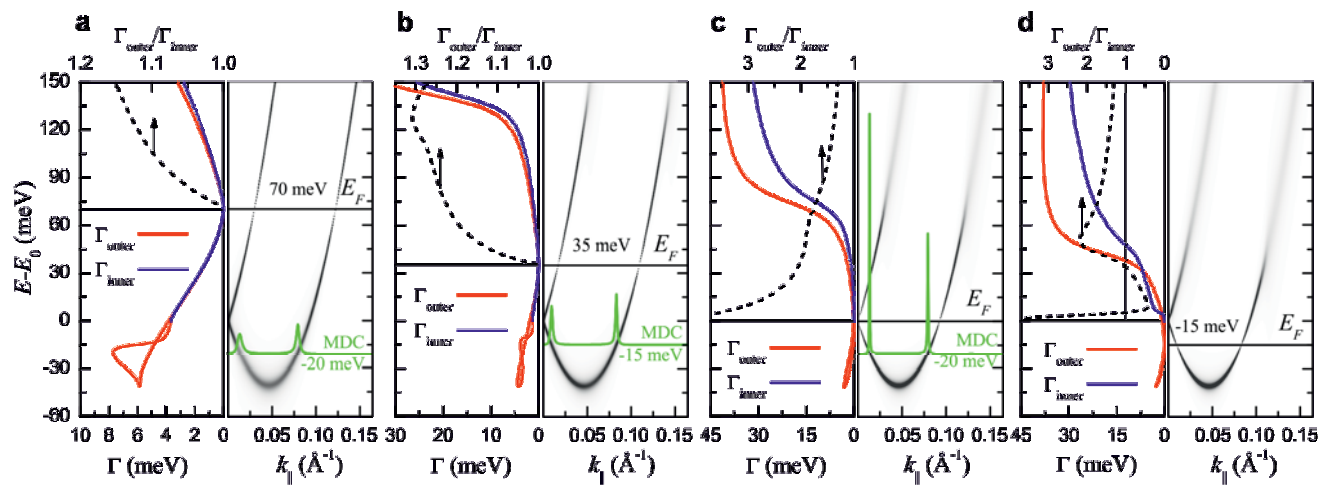 a
Γouter/Γinner
1.2 1.1 1.0
150
120
90
60
30
0
-30
-60
E-E0 (meV)
70 meV
EF
Γouter
Γinner
MDC
-20 meV
10 8 6 4 2 0
Γ (meV)
0.05 0.10 0.15
k|| (Å-1)
b
Γouter/Γinner
1.3 1.2 1.1 1.0
35 meV
EF
Γouter
Γinner
MDC
-15 meV
30 20 10 0
Γ (meV)
0.05 0.10 0.15
k|| (Å-1)
c
Γouter/Γinner
3 2 1
EF
Γouter
Γinner
MDC
-20 meV
45 30 15 0
Γ (meV)
0.05 0.10 0.15
k|| (Å-1)
d
Γouter/Γinner
3 2 1 0
-15 meV
EF
Γouter
Γinner
45 30 15 0
Γ (meV)
0.05 0.10 0.15
k|| (Å-1)